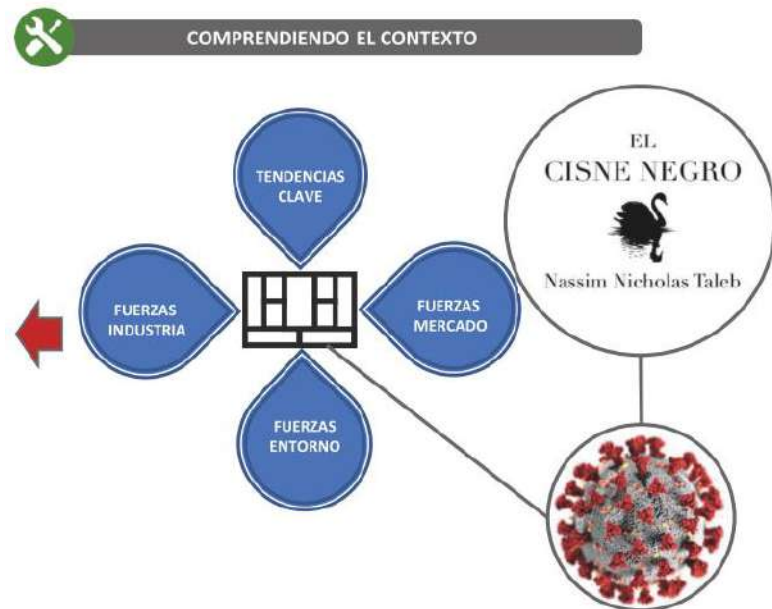 COMPRENDIENDO EL CONTEXTO
TENDENCIAS
CLAVE
FUERZAS
INDUSTRIA
FUERZAS
MERCADO
FUERZAS
ENTORNO
EL
CISNE NEGRO
Nassim Nicholas Taleb